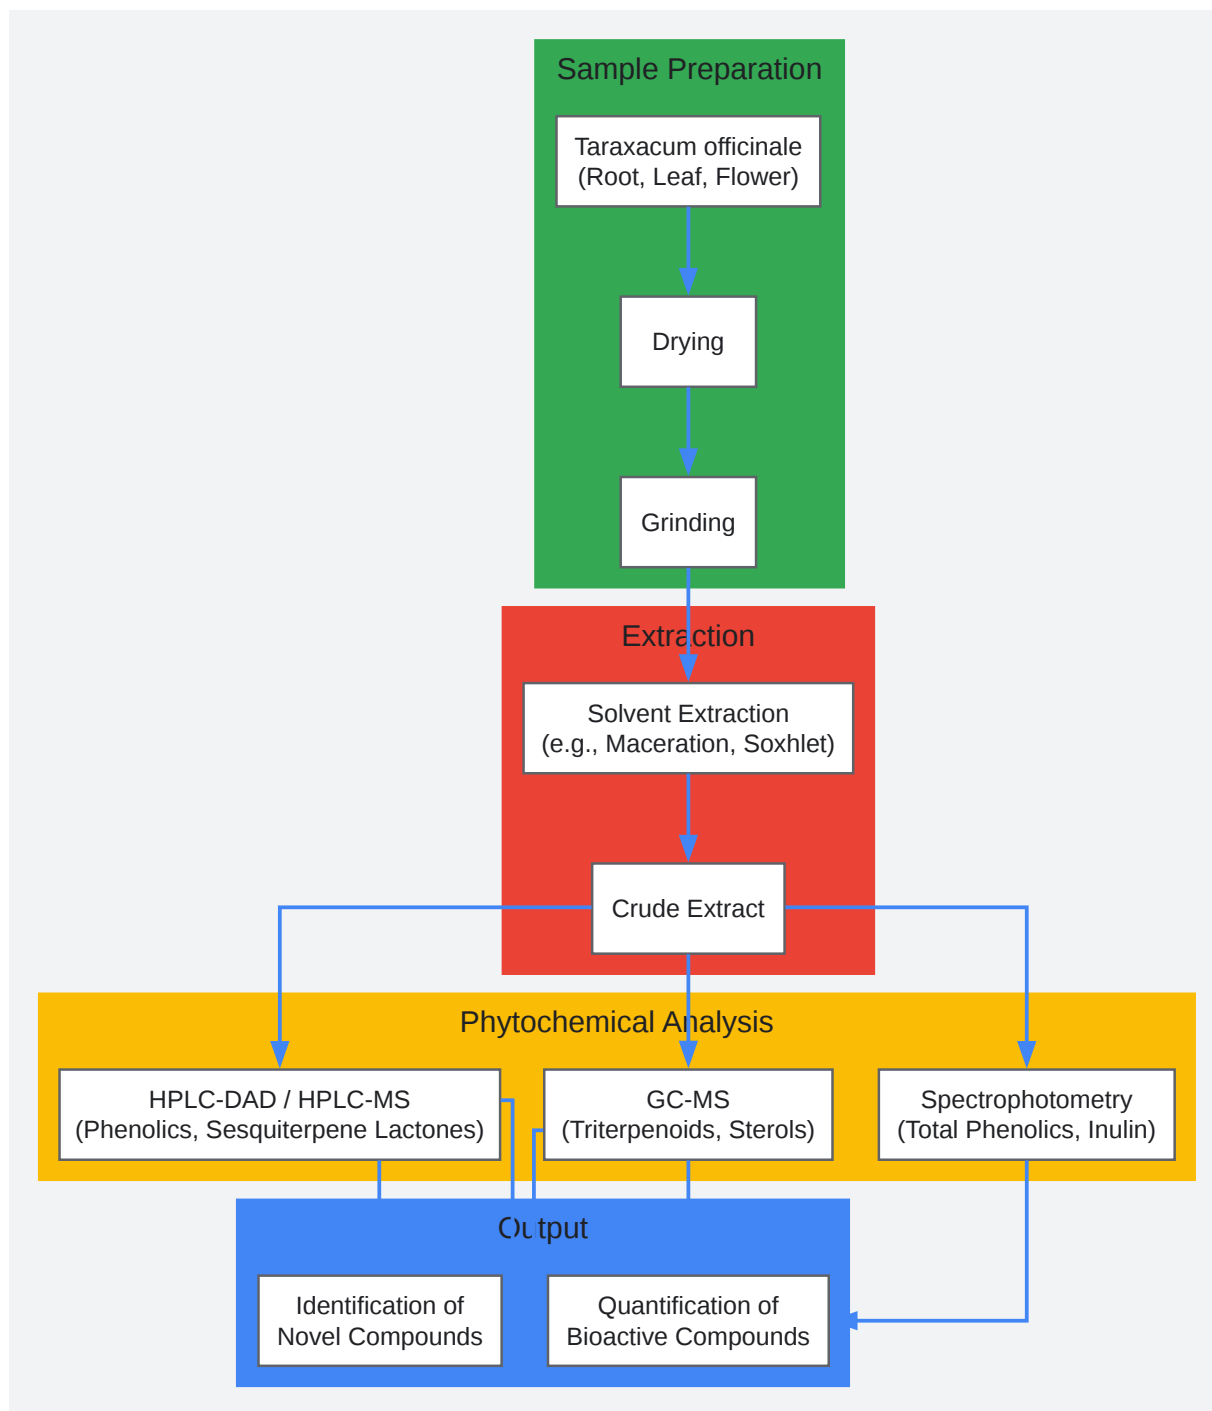 Sample Preparation
Taraxacum officinale
(Root, Leaf, Flower)
Drying
Grinding
Extraction
Solvent Extraction
(e.g., Maceration, Soxhlet)
Crude Extract
Phytochemical Analysis
HPLC-DAD / HPLC-MS
(Phenolics, Sesquiterpene Lactones)
GC-MS
(Triterpenoids, Sterols)
Spectrophotometry
(Total Phenolics, Inulin)
Output
Identification of
Novel Compounds
Quantification of
Bioactive Compounds